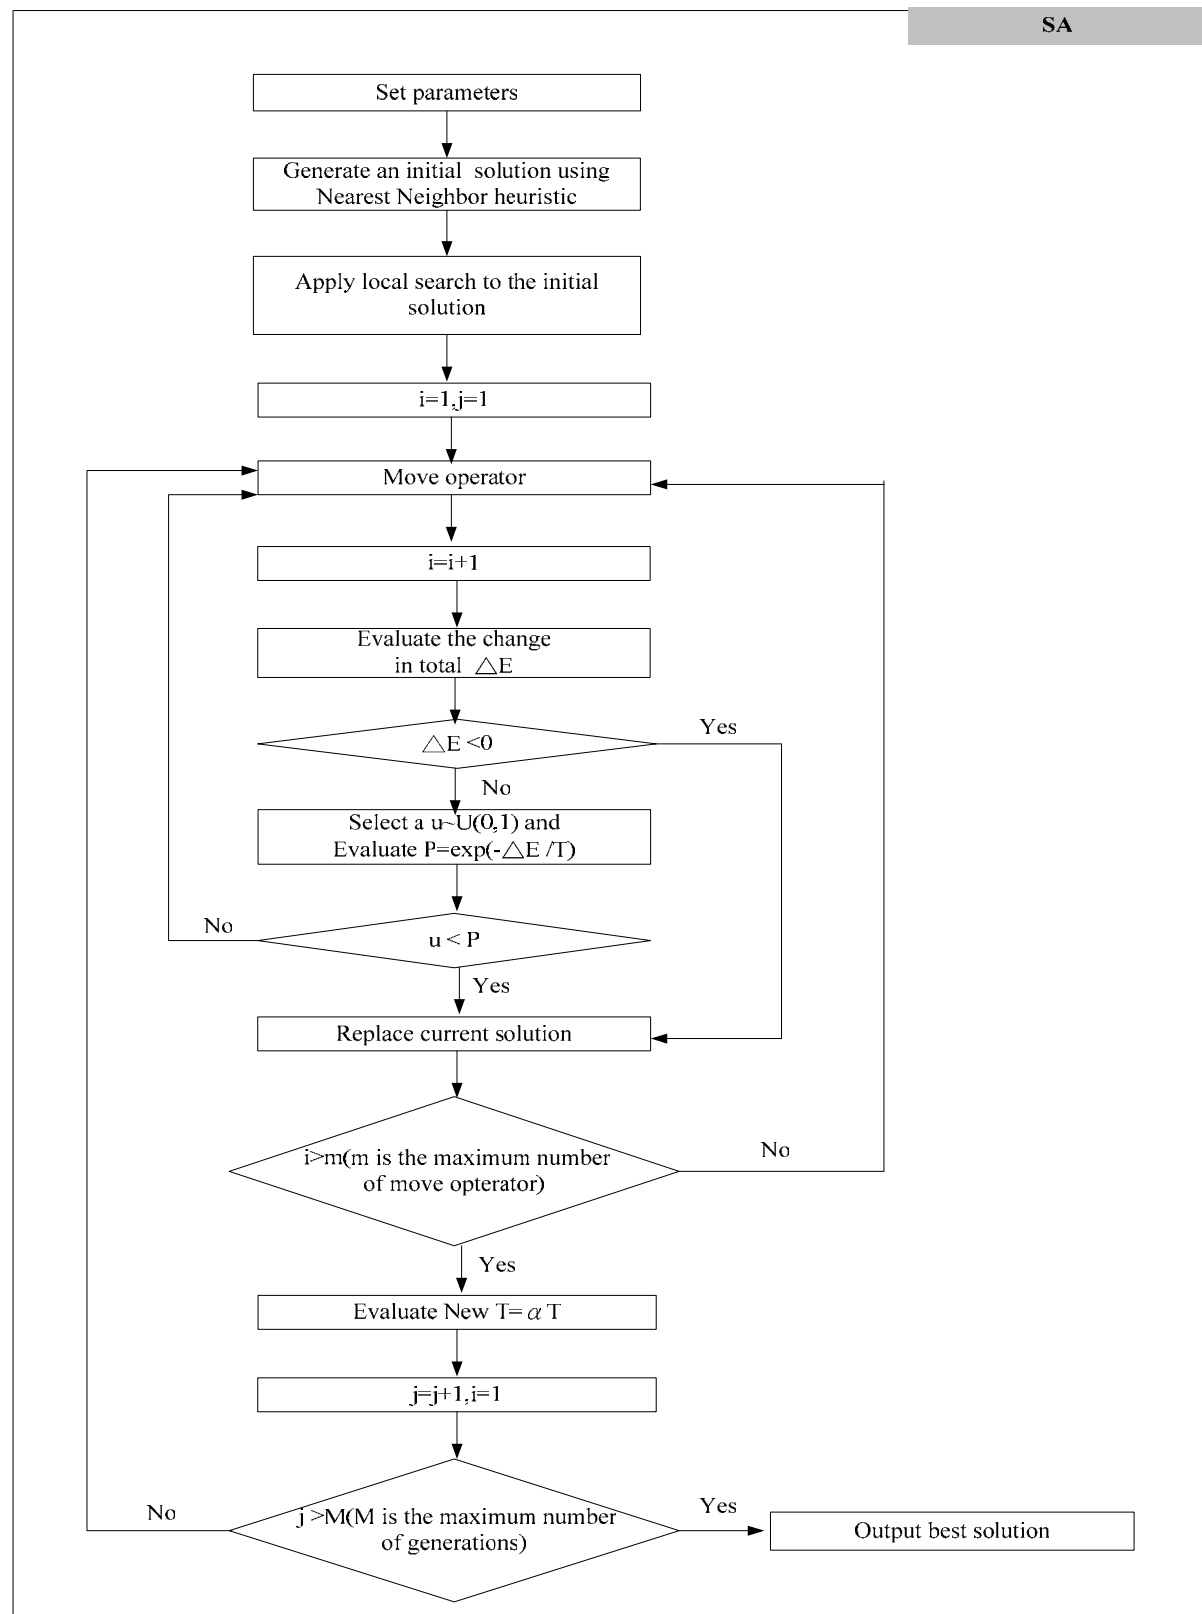 SA
Set parameters
Generate an initial solution using
Nearest Neighbor heuristic
Apply local search to the initial
solution
i=1,j=1
Move operator
i=i+1
Evaluate the change
in total △E
△E <0
Yes
No
Select a u~U(0,1) and
Evaluate P=exp(-△E /T)
No
u < P
Yes
Replace current solution
i>m(m is the maximum number
of move opterator)
No
Yes
Evaluate New T= α T
j=j+1,i=1
No
j >M(M is the maximum number
of generations)
Yes
Output best solution